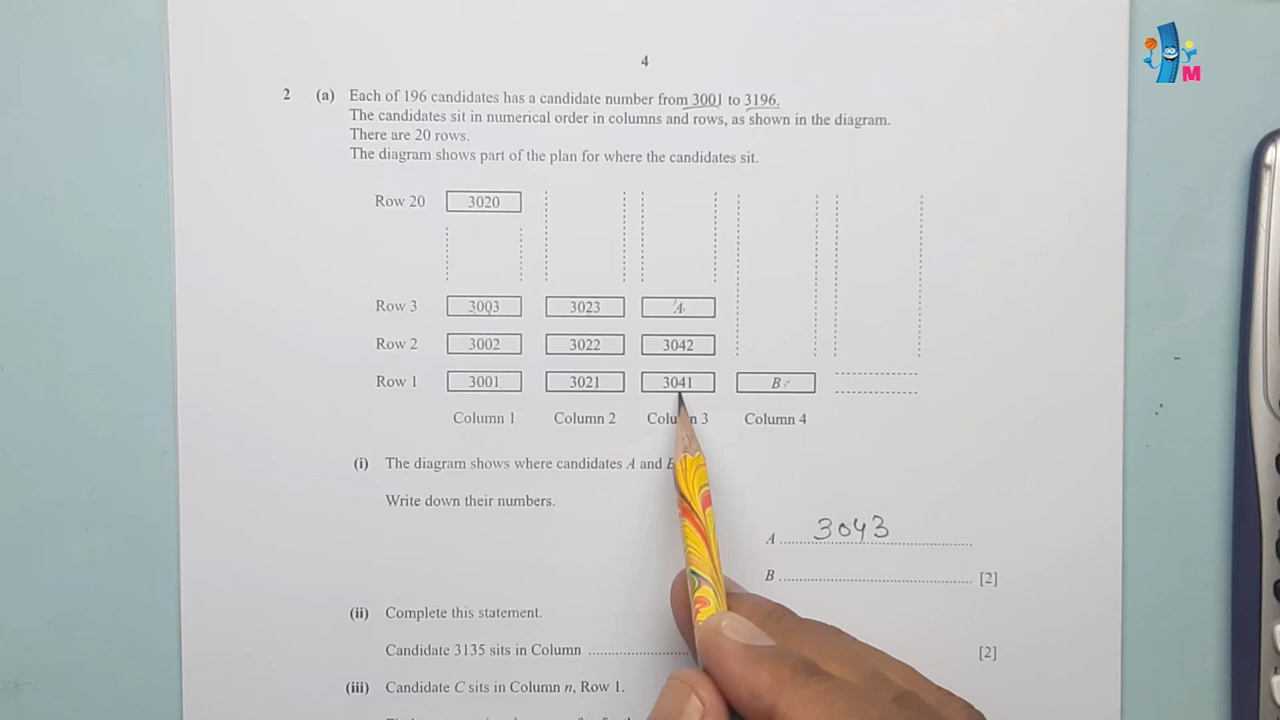 M
4
2 (a) Each of 196 candidates has a candidate number from 3001 to 3196.
The candidates sit in numerical order in columns and rows, as shown in the diagram.
There are 20 rows.
The diagram shows part of the plan for where the candidates sit.
Row 20 3020
Row 3 3003 3023 A
Row 2 3002 3022 3042
Row 1 3001 3021 3041 B
Column 1 Column 2 3 Column 4
(i) The diagram shows where candidates A and
Write down their numbers.
A 3043
B [2]
(ii) Complete this statement.
Candidate 3135 sits in Column [2]
(iii) Candidate C sits in Column n, Row 1.